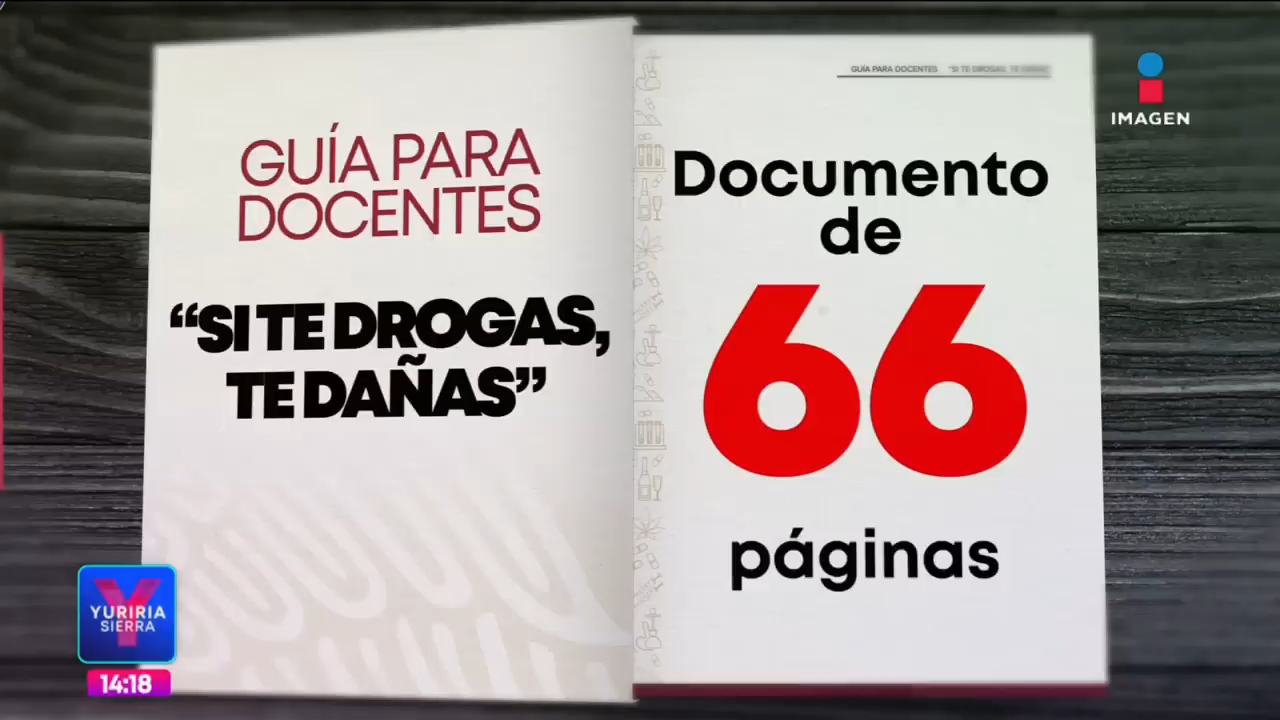 GUÍA PARA
DOCENTES
“SI TE DROGAS,
TE DAÑAS”
GUÍA PARA DOCENTES “SI TE DROGAS, TE DAÑAS”
Documento
de
66
páginas
IMAGEN
YURIRIA
SIERRA
14:18